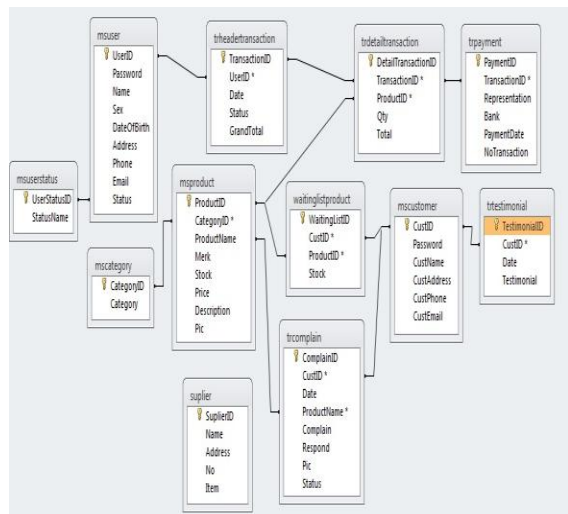 msuser
UserID
Password
Name
Sex
DateOfBirth
Address
Phone
Email
Status
trheadertransaction
TransactionID
UserID *
Date
Status
GrandTotal
trdetailtransaction
DetailTransactionID
TransactionID *
ProductID *
Qty
Total
trpayment
PaymentID
TransactionID *
Representation
Bank
PaymentDate
NoTransaction
msuserstatus
UserStatusID
StatusName
msproduct
ProductID
CategoryID *
ProductName
Merk
Stock
Price
Description
Pic
waitinglistproduct
WaitingListID
CustID *
ProductID *
Stock
mscustomer
CustID
Password
CustName
CustAddress
CustPhone
CustEmail
trtestimonial
TestimonialID
CustID *
Date
Testimonial
mscategory
CategoryID
Category
trcomplain
ComplainID
CustID *
Date
ProductName *
Complain
Respond
Pic
Status
suplier
SuplierID
Name
Address
No
Item